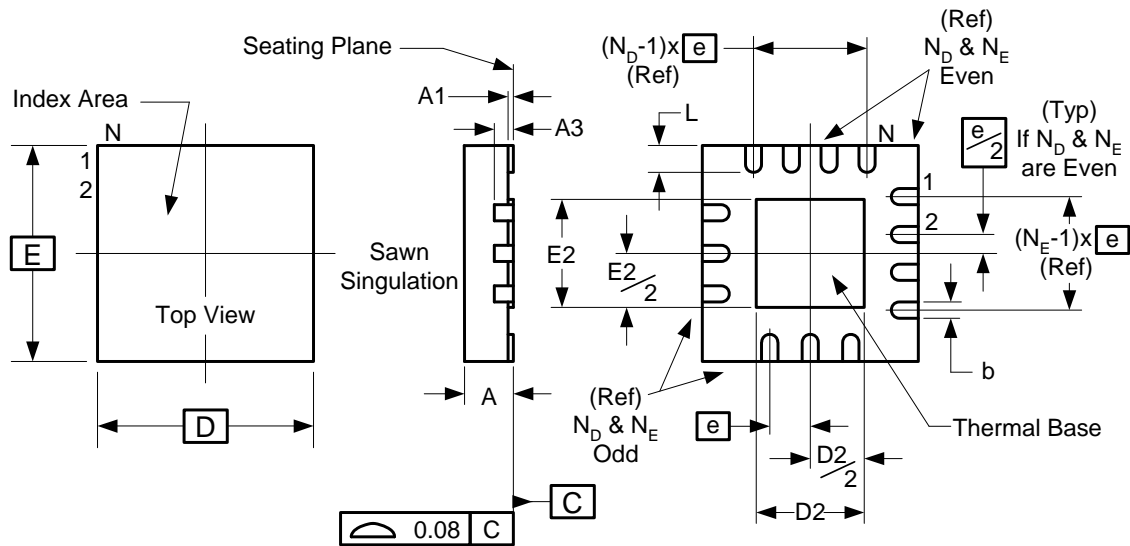 Seating Plane
Index Area
N
1
2
E
Top View
D
A1
A3
Sawn
Singulation
A
C
0.08 C
(N_D-1)x e
(Ref)
(Ref)
N_D & N_E
Even
L
N
e/2
(Typ)
If N_D & N_E
are Even
1
2
(N_E-1)x e
(Ref)
E2
E2/2
b
(Ref)
N_D & N_E
Odd
e
Thermal Base
D2/2
D2